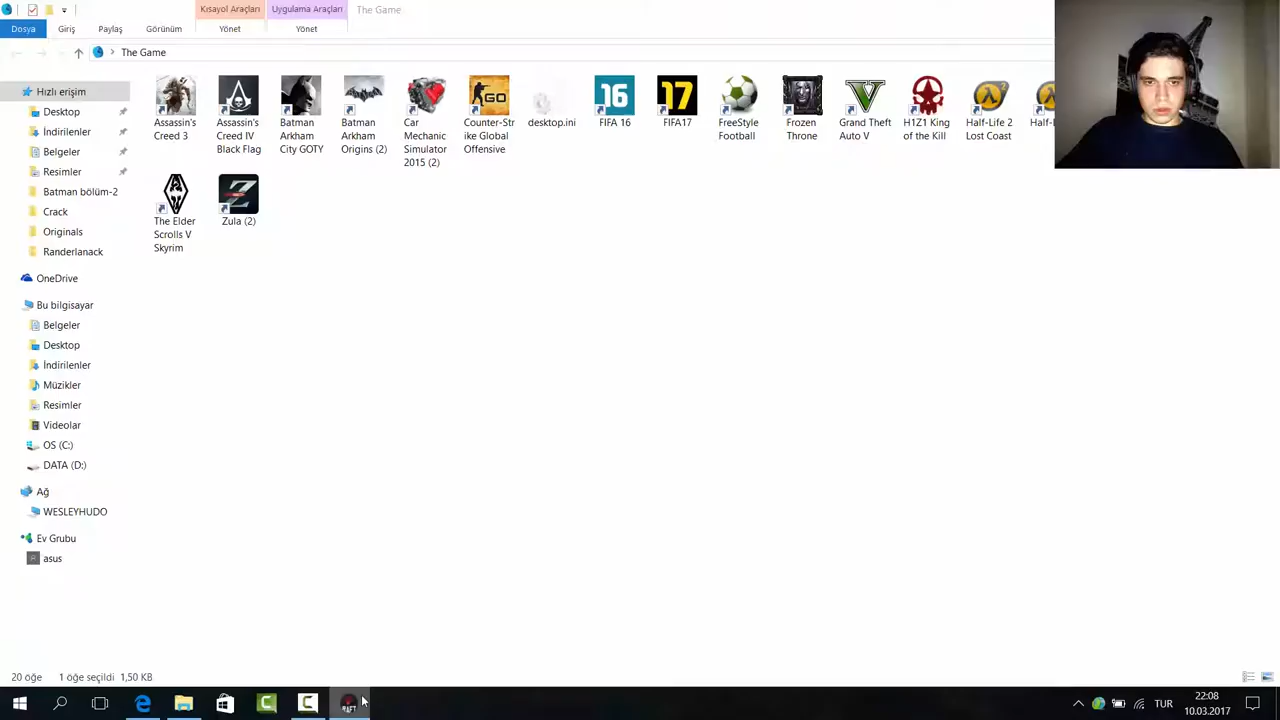 Kısayol Araçları
Uygulama Araçları
The Game
Dosya
Giriş
Paylaş
Görünüm
Yönet
Yönet
The Game
Hızlı erişim
Desktop
İndirilenler
Belgeler
Resimler
Batman bölüm-2
Crack
Originals
Randerlanack
OneDrive
Bu bilgisayar
Belgeler
Desktop
İndirilenler
Müzikler
Resimler
Videolar
OS (C:)
DATA (D:)
Ağ
WESLEYHUDO
Ev Grubu
asus
Assassin's
Creed 3
Assassin's
Creed IV
Black Flag
Batman
Arkham
City GOTY
Batman
Arkham
Origins (2)
Car
Mechanic
Simulator
2015 (2)
GO
Counter-Str
ike Global
Offensive
desktop.ini
16
FIFA 16
17
FIFA17
FreeStyle
Football
Frozen
Throne
V
Grand Theft
Auto V
H1Z1 King
of the Kill
Half-Life 2
Lost Coast
The Elder
Scrolls V
Skyrim
Z
Zula (2)
20 öğe
1 öğe seçildi
1,50 KB
RAFT
TUR
22:08
10.03.2017